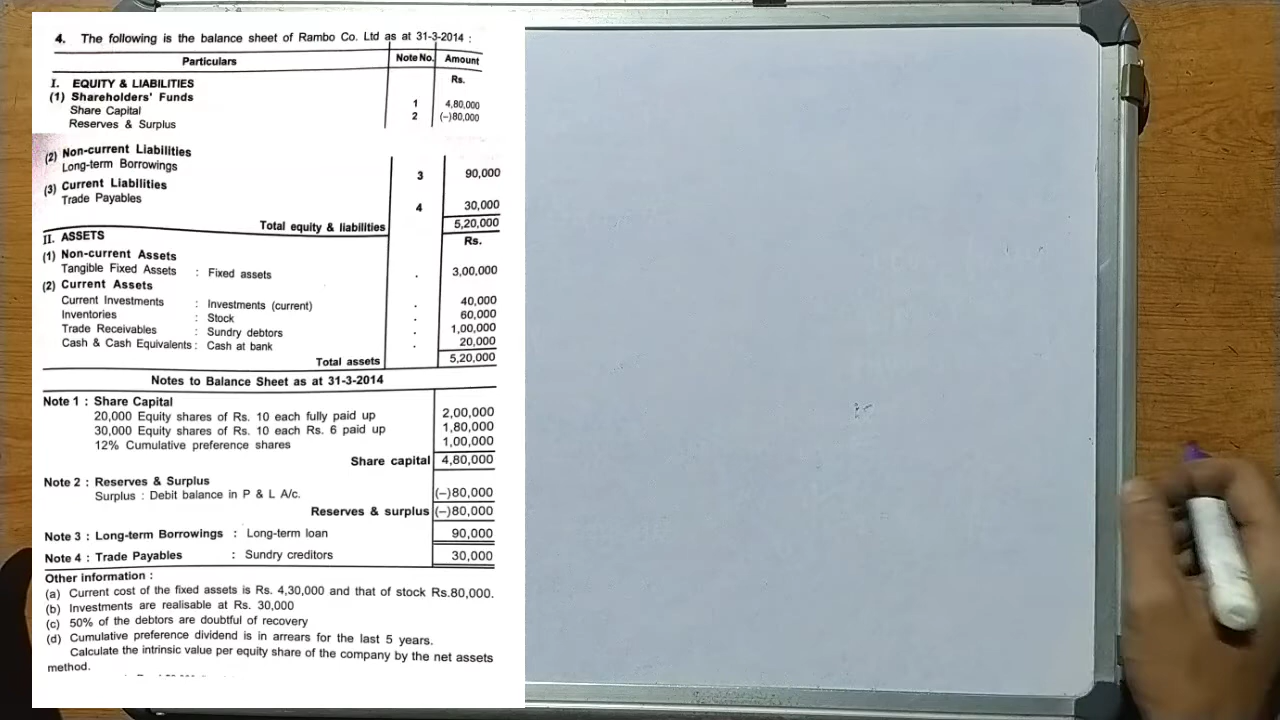 4. The following is the balance sheet of Rambo Co. Ltd as at 31-3-2014 :
Particulars Note No. Amount
Rs.
I. EQUITY & LIABILITIES
(1) Shareholders' Funds
Share Capital 1 4,80,000
Reserves & Surplus 2 (–)80,000
(2) Non-current Liabilities
Long-term Borrowings 3 90,000
(3) Current Liabilities
Trade Payables 4 30,000
Total equity & liabilities 5,20,000
II. ASSETS Rs.
(1) Non-current Assets
Tangible Fixed Assets : Fixed assets . 3,00,000
(2) Current Assets
Current Investments : Investments (current) . 40,000
Inventories : Stock . 60,000
Trade Receivables : Sundry debtors . 1,00,000
Cash & Cash Equivalents : Cash at bank . 20,000
Total assets 5,20,000
Notes to Balance Sheet as at 31-3-2014
Note 1 : Share Capital
20,000 Equity shares of Rs. 10 each fully paid up 2,00,000
30,000 Equity shares of Rs. 10 each Rs. 6 paid up 1,80,000
12% Cumulative preference shares 1,00,000
Share capital 4,80,000
Note 2 : Reserves & Surplus
Surplus : Debit balance in P & L A/c. (–)80,000
Reserves & surplus (–)80,000
Note 3 : Long-term Borrowings : Long-term loan 90,000
Note 4 : Trade Payables : Sundry creditors 30,000
Other information :
(a) Current cost of the fixed assets is Rs. 4,30,000 and that of stock Rs.80,000.
(b) Investments are realisable at Rs. 30,000
(c) 50% of the debtors are doubtful of recovery
(d) Cumulative preference dividend is in arrears for the last 5 years.
Calculate the intrinsic value per equity share of the company by the net assets
method.